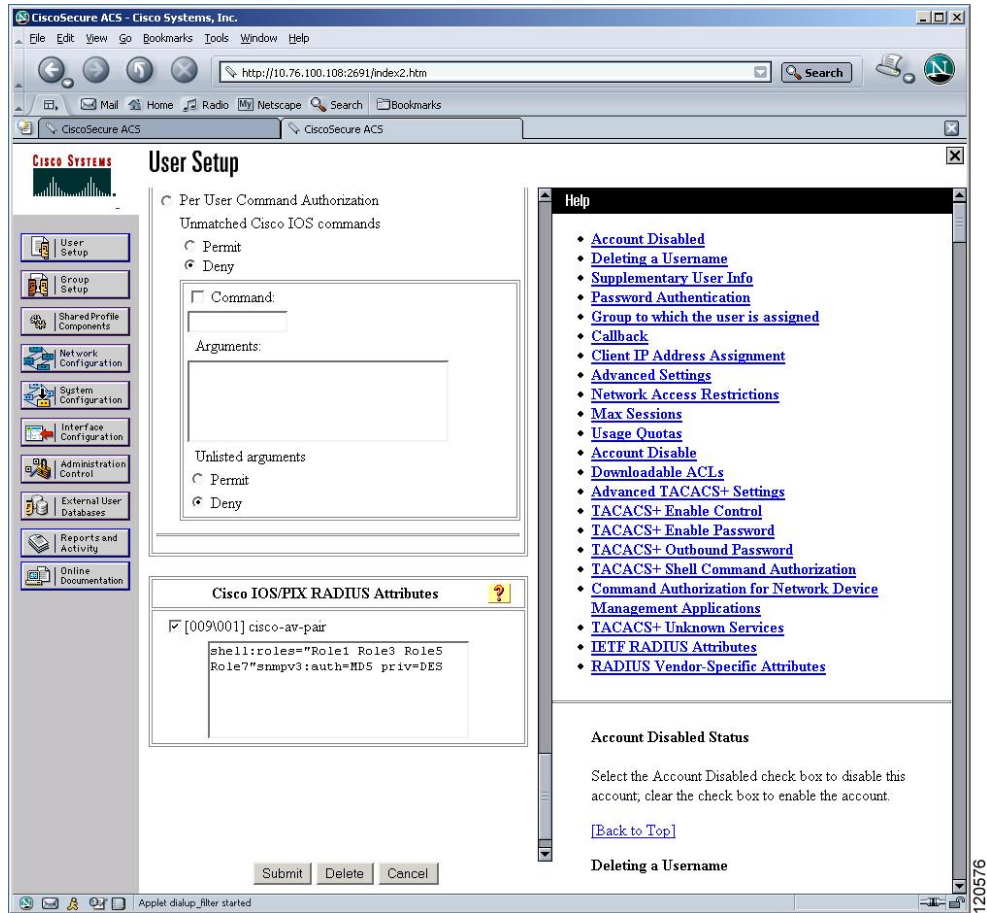 CiscoSecure ACS - Cisco Systems, Inc.
File Edit View Go Bookmarks Tools Window Help
http://10.76.100.108:2691/index2.htm
Search
Mail Home Radio My Netscape Search Bookmarks
CiscoSecure ACS
CiscoSecure ACS
CISCO SYSTEMS
User Setup
User Setup
Group Setup
Shared Profile Components
Network Configuration
System Configuration
Interface Configuration
Administration Control
External User Databases
Reports and Activity
Online Documentation
Per User Command Authorization
Unmatched Cisco IOS commands
Permit
Deny
Command:
Arguments:
Unlisted arguments
Permit
Deny
Cisco IOS/PIX RADIUS Attributes
?
[009\001] cisco-av-pair
shell:roles="Role1 Role3 Role5
Role7"snmpv3:auth=MD5 priv=DES
Submit Delete Cancel
Help
Account Disabled
Deleting a Username
Supplementary User Info
Password Authentication
Group to which the user is assigned
Callback
Client IP Address Assignment
Advanced Settings
Network Access Restrictions
Max Sessions
Usage Quotas
Account Disable
Downloadable ACLs
Advanced TACACS+ Settings
TACACS+ Enable Control
TACACS+ Enable Password
TACACS+ Outbound Password
TACACS+ Shell Command Authorization
Command Authorization for Network Device
Management Applications
TACACS+ Unknown Services
IETF RADIUS Attributes
RADIUS Vendor-Specific Attributes
Account Disabled Status
Select the Account Disabled check box to disable this
account; clear the check box to enable the account.
[Back to Top]
Deleting a Username
Applet dialup_filter started
120576